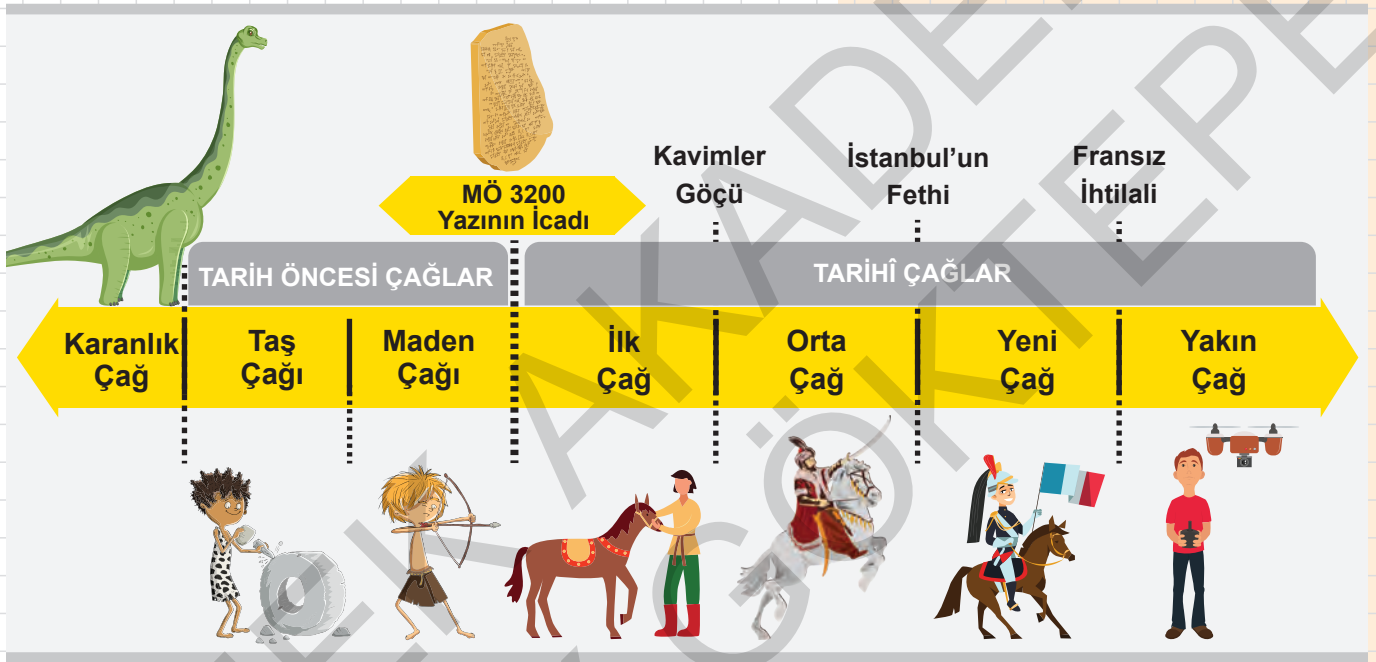 MÖ 3200
Yazının İcadı
Kavimler
Göçü
İstanbul'un
Fethi
Fransız
İhtilali
TARİH ÖNCESİ ÇAĞLAR
TARİHÎ ÇAĞLAR
Karanlık
Çağ
Taş
Çağı
Maden
Çağı
İlk
Çağ
Orta
Çağ
Yeni
Çağ
Yakın
Çağ